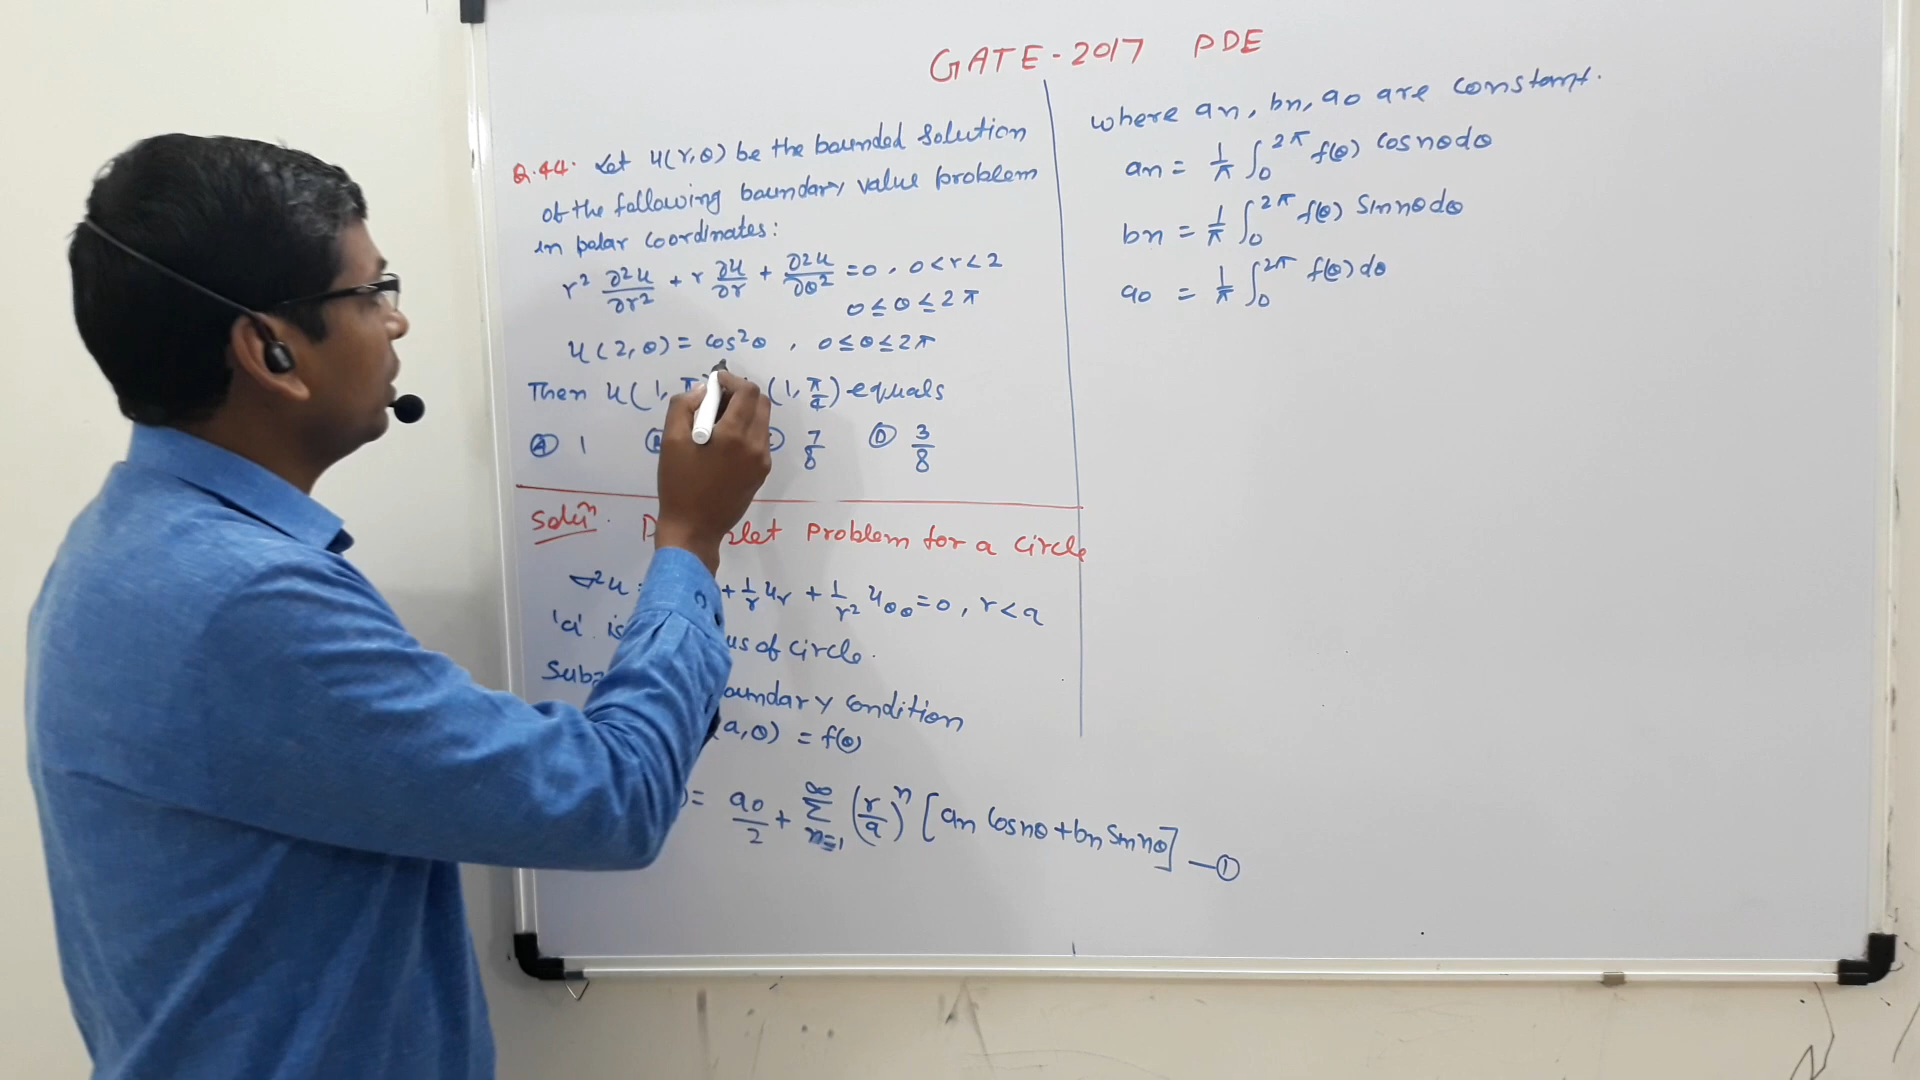 GATE-2017 PDE
Q.44. Let u(r,θ) be the bounded solution
of the following boundary value problem
in polar coordinates:
r² ∂²u/∂r² + r ∂u/∂r + ∂²u/∂θ² = 0, 0<r<2
0≤θ≤2π
u(2,θ) = cos²θ, 0≤θ≤2π
Then u(1, π (1, π/4) equals
Ⓐ 1 7/8 Ⓓ 3/8
Soluⁿ. problem for a circle
∇²u + 1/r ur + 1/r² uθθ = 0, r<a
'a' is of circle.
boundary condition
(a,θ) = f(θ)
= a0/2 + ∞∑n=1 (r/a)ⁿ [an cosnθ + bn sinnθ] —①
where an, bn, a0 are constant.
an = 1/π ∫₀^2π f(θ) cosnθdθ
bn = 1/π ∫₀^2π f(θ) sinnθdθ
a0 = 1/π ∫₀^2π f(θ)dθ